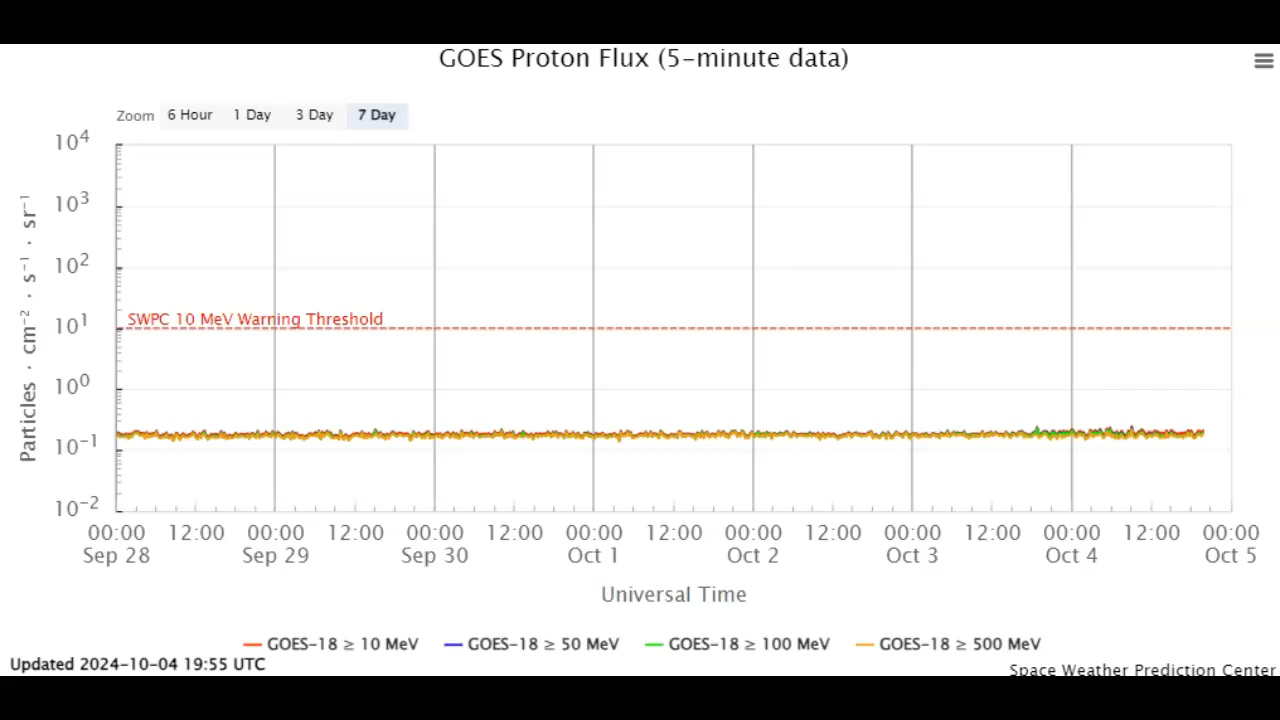 GOES Proton Flux (5-minute data)
Zoom 6 Hour 1 Day 3 Day 7 Day
10⁴
10³
10²
10¹
10⁰
10⁻¹
10⁻²
Particles · cm⁻² · s⁻¹ · sr⁻¹
SWPC 10 MeV Warning Threshold
00:00 12:00 00:00 12:00 00:00 12:00 00:00 12:00 00:00 12:00 00:00 12:00 00:00 12:00 00:00
Sep 28 Sep 29 Sep 30 Oct 1 Oct 2 Oct 3 Oct 4 Oct 5
Universal Time
GOES-18 ≥ 10 MeV GOES-18 ≥ 50 MeV GOES-18 ≥ 100 MeV GOES-18 ≥ 500 MeV
Updated 2024-10-04 19:55 UTC
Space Weather Prediction Center